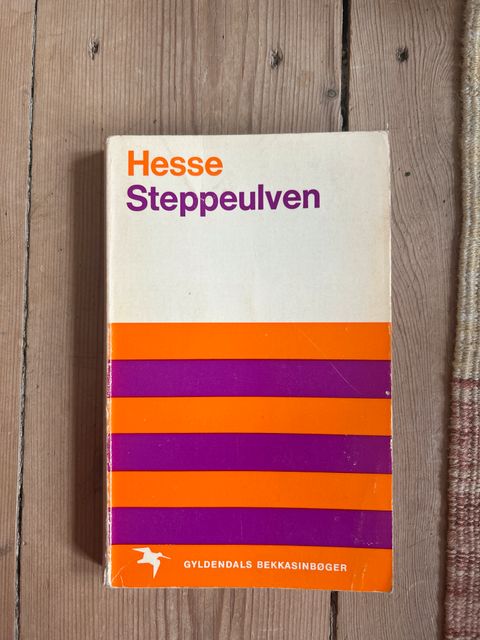 Hesse
Steppeulven
GYLDENDALS BEKKASINBØGER